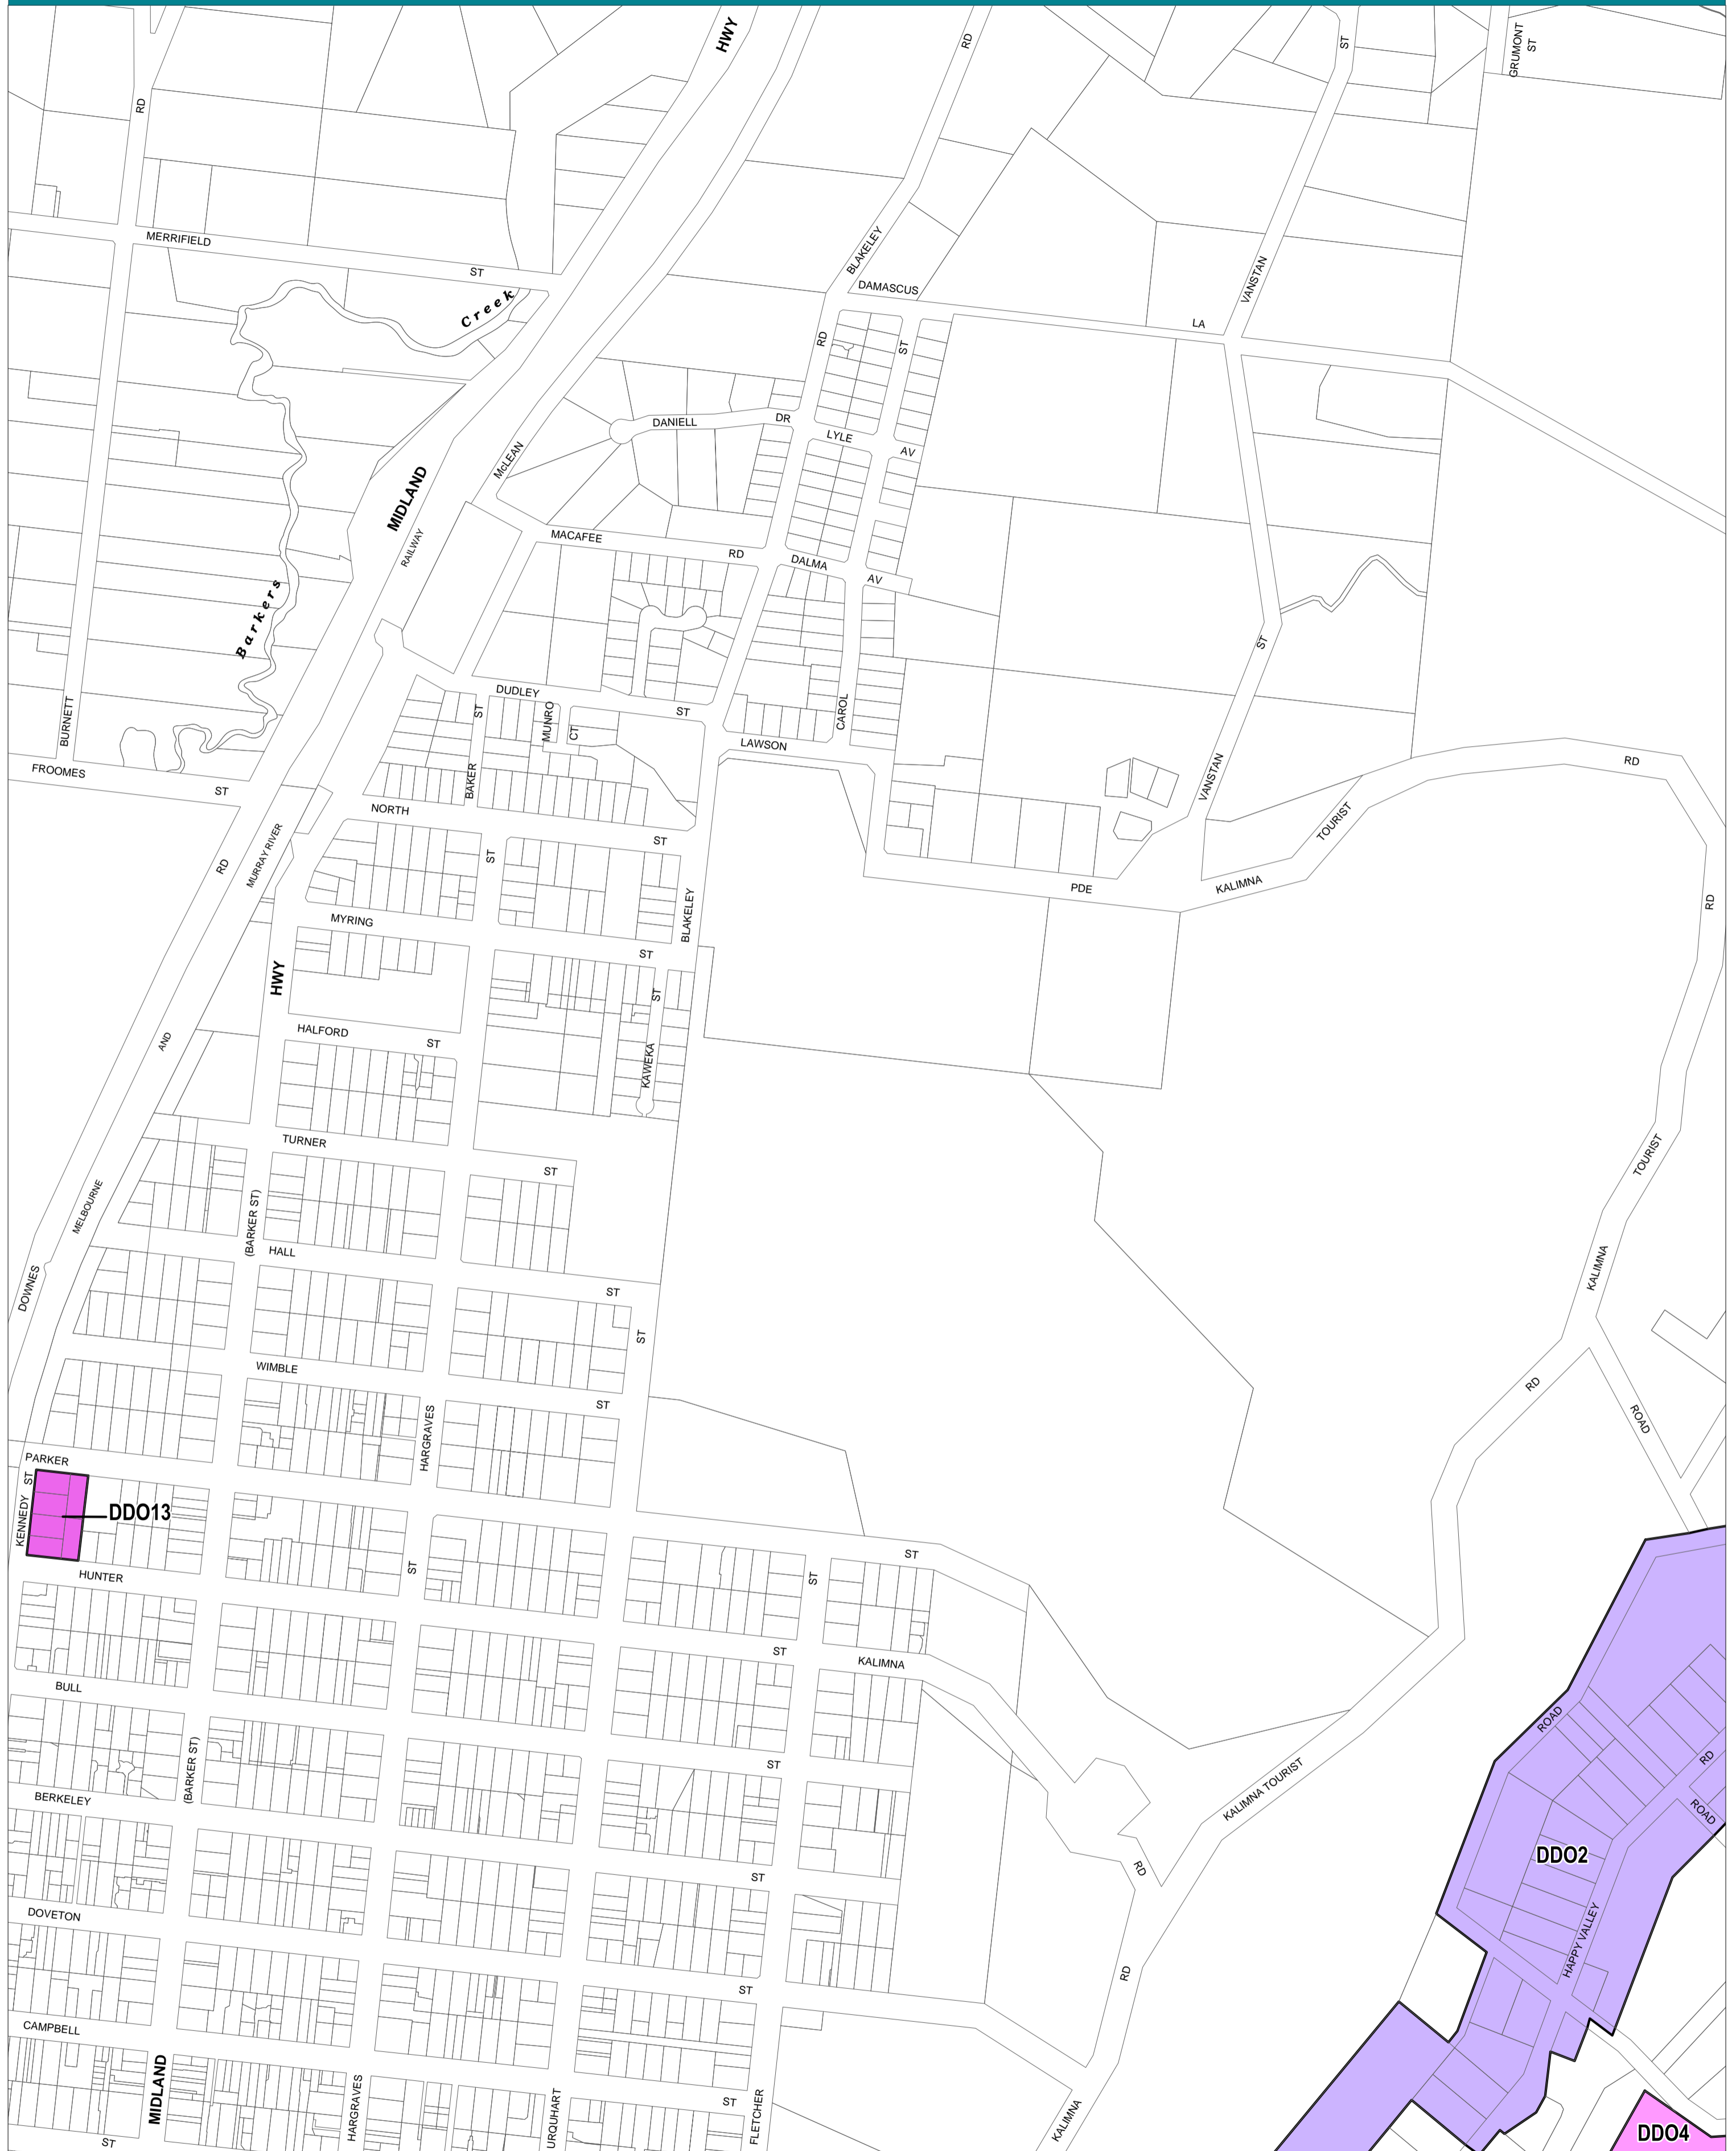 HWY
RD
ST
GRUMONT
ST
RD
MERRIFIELD
ST
Creek
BLAKELEY
DAMASCUS
VANSTAN
LA
RD
ST
DANIELL
DR
LYLE
AV
McLEAN
MIDLAND
RAILWAY
MACAFEE
RD
DALMA
AV
Barkers
ST
BURNETT
DUDLEY
ST
MUNRO
CT
ST
CAROL
LAWSON
FROOMES
ST
BAKER
NORTH
ST
VANSTAN
TOURIST
RD
MURRAY RIVER
RD
ST
PDE
KALIMNA
RD
MYRING
BLAKELEY
ST
HWY
ST
HALFORD
ST
AND
KAWEKA
TURNER
ST
TOURIST
MELBOURNE
(BARKER ST)
HALL
KALIMNA
DOWNES
ST
ST
WIMBLE
RD
ST
HARGRAVES
ROAD
PARKER
ST
KENNEDY
DDO13
HUNTER
ST
ST
ST
ST
KALIMNA
BULL
ROAD
ST
(BARKER ST)
RD
KALIMNA TOURIST
BERKELEY
ROAD
DDO2
RD
ST
DOVETON
HAPPY VALLEY
RD
ST
CAMPBELL
MIDLAND
HARGRAVES
URQUHART
ST
FLETCHER
KALIMNA
ST
DDO4